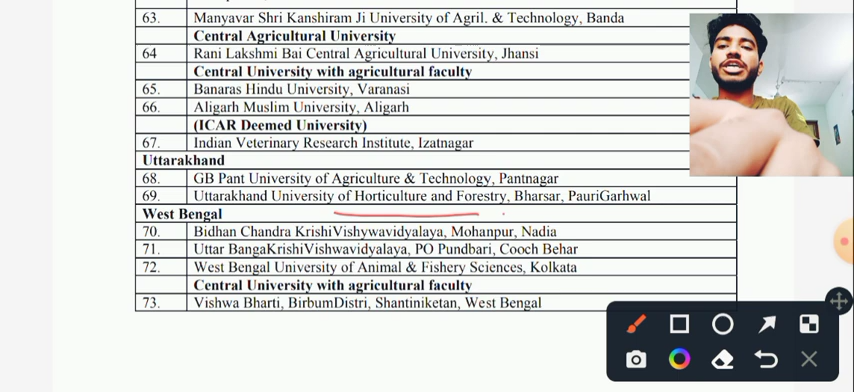 63. Manyavar Shri Kanshiram Ji University of Agril. & Technology, Banda
Central Agricultural University
64 Rani Lakshmi Bai Central Agricultural University, Jhansi
Central University with agricultural faculty
65. Banaras Hindu University, Varanasi
66. Aligarh Muslim University, Aligarh
(ICAR Deemed University)
67. Indian Veterinary Research Institute, Izatnagar
Uttarakhand
68. GB Pant University of Agriculture & Technology, Pantnagar
69. Uttarakhand University of Horticulture and Forestry, Bharsar, PauriGarhwal
West Bengal
70. Bidhan Chandra KrishiVishywavidyalaya, Mohanpur, Nadia
71. Uttar BangaKrishiVishwavidyalaya, PO Pundbari, Cooch Behar
72. West Bengal University of Animal & Fishery Sciences, Kolkata
Central University with agricultural faculty
73. Vishwa Bharti, BirbumDistri, Shantiniketan, West Bengal